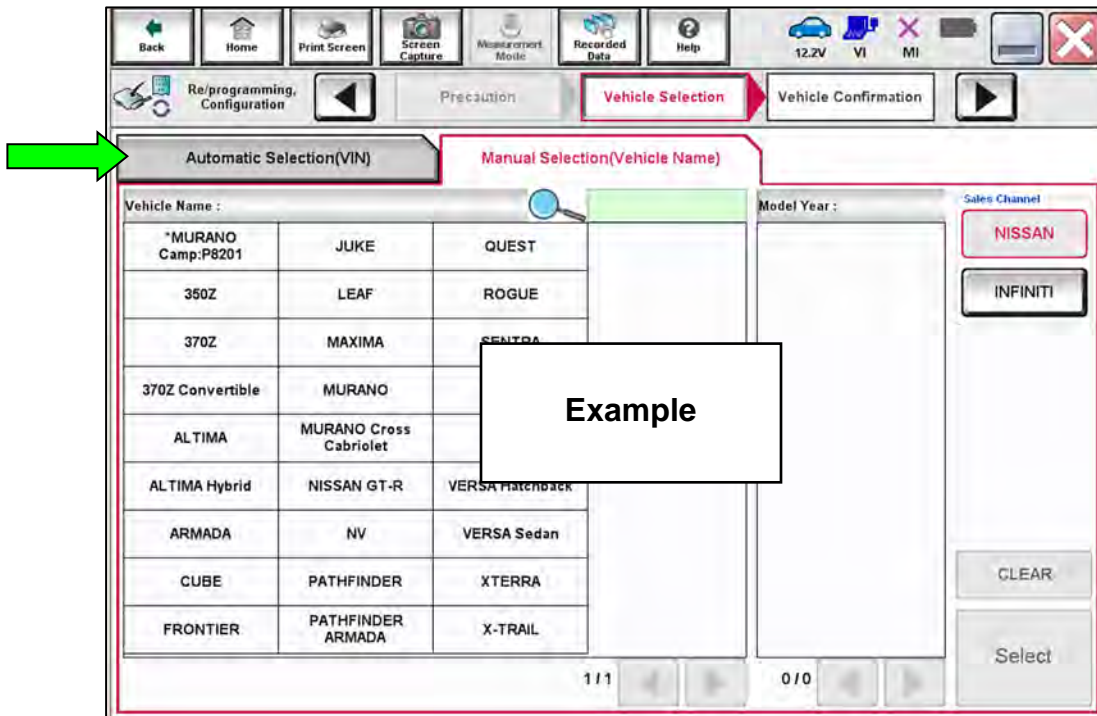 Back
Home
Print Screen
Screen
Capture
Measurement
Mode
Recorded
Data
Help
12.2V
VI
MI
Re/programming,
Configuration
Precaution
Vehicle Selection
Vehicle Confirmation
Automatic Selection(VIN)
Manual Selection(Vehicle Name)
Vehicle Name :
Model Year :
Sales Channel
*MURANO
Camp:P8201
JUKE
QUEST
NISSAN
350Z
LEAF
ROGUE
INFINITI
370Z
MAXIMA
SENTRA
370Z Convertible
MURANO
Example
ALTIMA
MURANO Cross
Cabriolet
ALTIMA Hybrid
NISSAN GT-R
VERSA Hatchback
ARMADA
NV
VERSA Sedan
CUBE
PATHFINDER
XTERRA
CLEAR
FRONTIER
PATHFINDER
ARMADA
X-TRAIL
Select
1/1
0/0